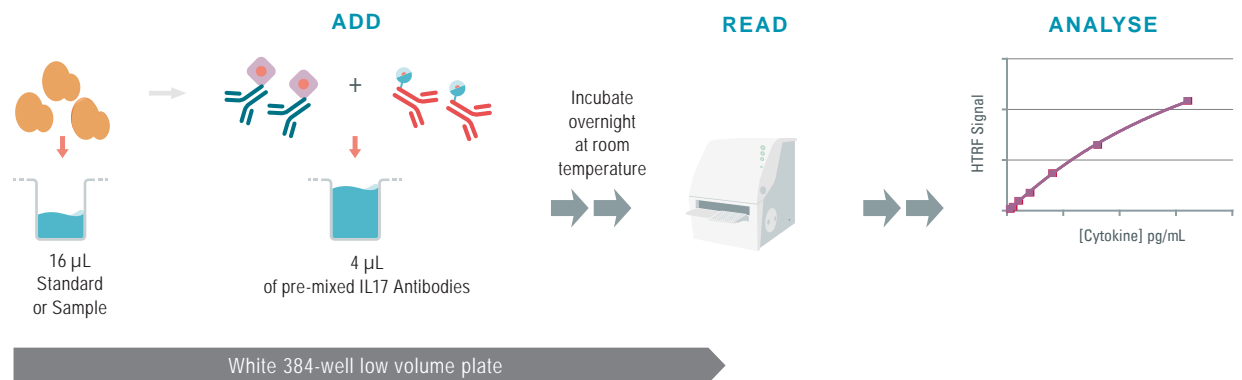 ADD
READ
ANALYSE
+
Incubate
overnight
at room
temperature
HTRF Signal
[Cytokine] pg/mL
16 µL
Standard
or Sample
4 µL
of pre-mixed IL17 Antibodies
White 384-well low volume plate